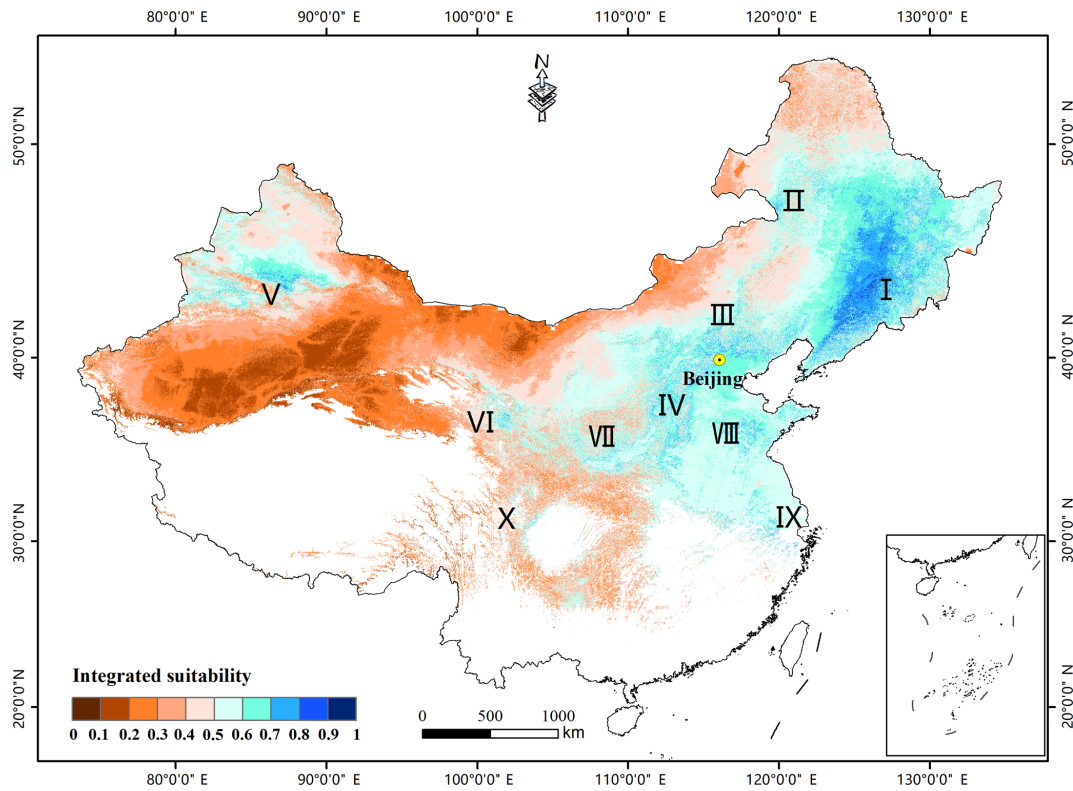 80°0'0" E 90°0'0" E 100°0'0" E 110°0'0" E 120°0'0" E 130°0'0" E
N
50°0'0" N 50°0'0" N
II
V
I
III
40°0'0" N 40°0'0" N
Beijing
IV
VI
VII VIII
X IX
30°0'0" N 30°0'0" N
Integrated suitability
20°0'0" N 20°0'0" N
0 0.1 0.2 0.3 0.4 0.5 0.6 0.7 0.8 0.9 1
0 500 1000
km
80°0'0" E 90°0'0" E 100°0'0" E 110°0'0" E 120°0'0" E 130°0'0" E